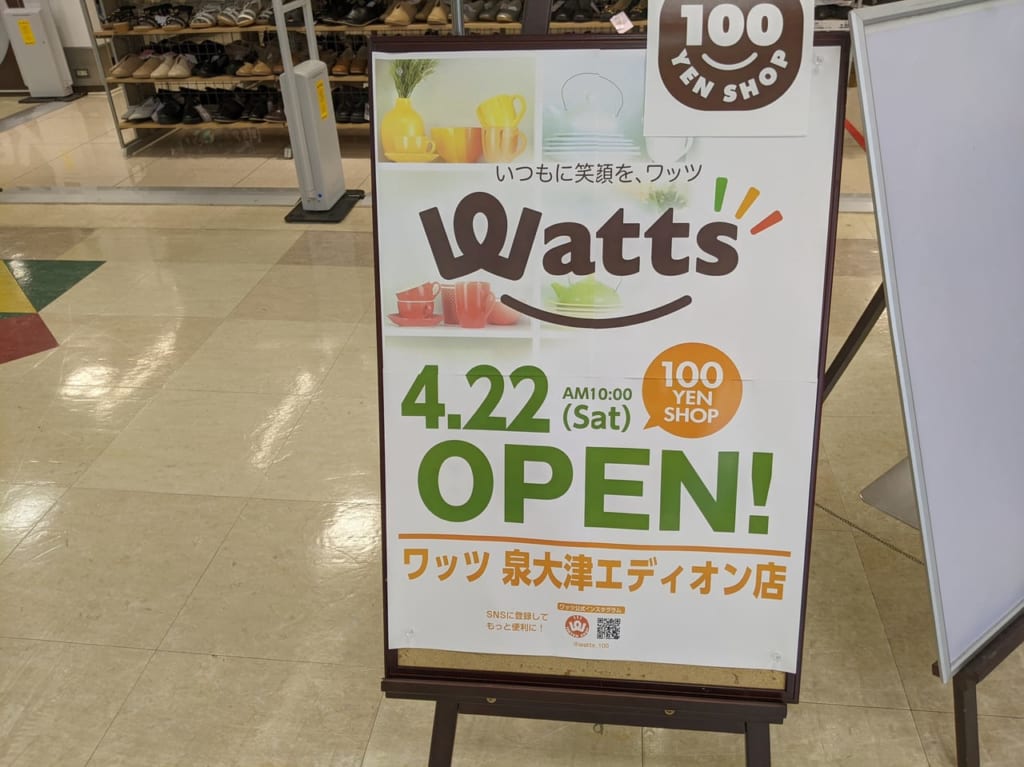 100
YEN SHOP
いつもに笑顔を、ワッツ
Watts
4.22 AM10:00 (Sat)
100
YEN
SHOP
OPEN!
ワッツ 泉大津エディオン店
SNSに登録して
もっと便利に！
ワッツ公式インスタグラム
@watts_100